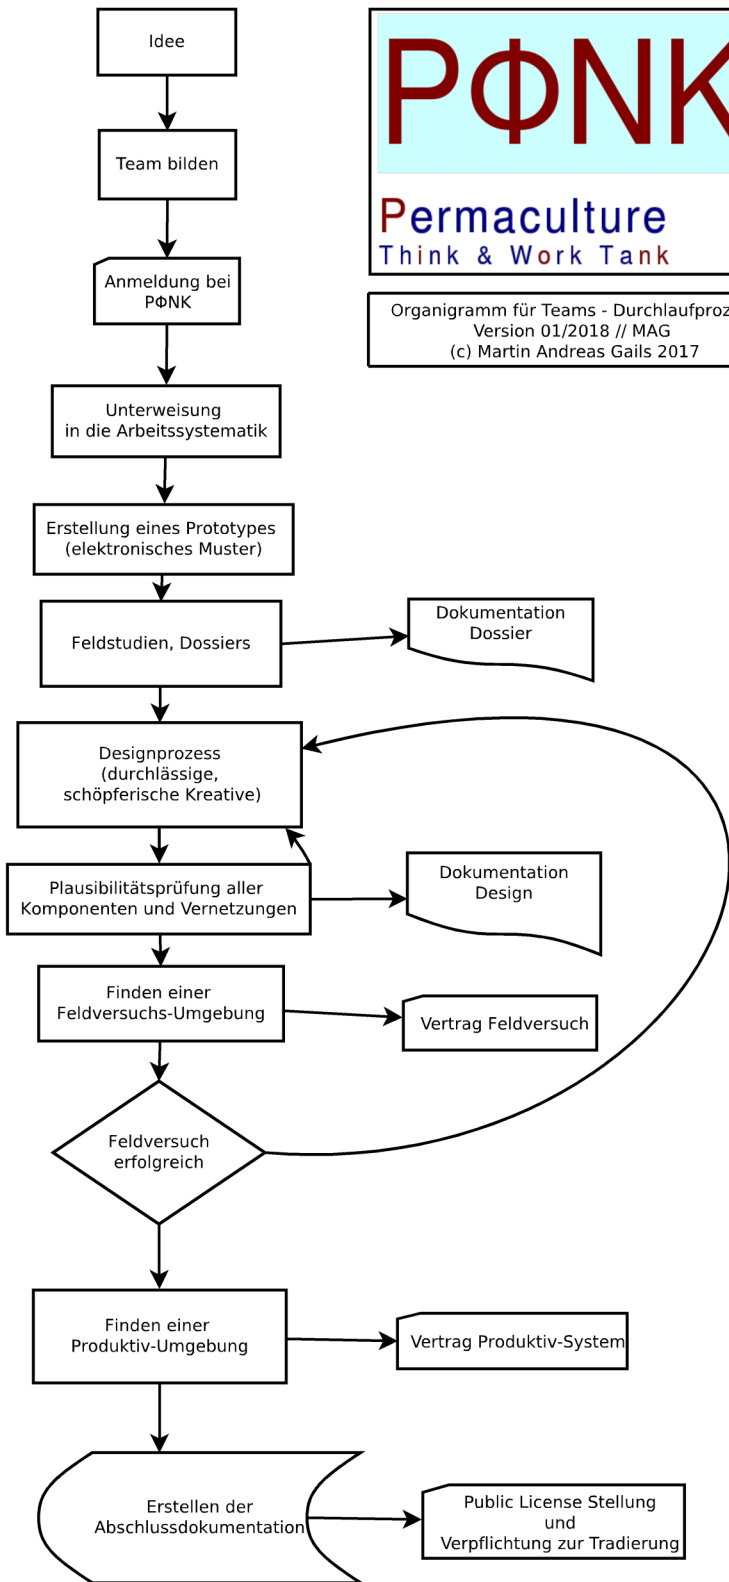 Idee
PΦNK
Permaculture
Think & Work Tank
Organigramm für Teams - Durchlaufproz
Version 01/2018 // MAG
(c) Martin Andreas Gails 2017
Team bilden
Anmeldung bei
PΦNK
Unterweisung
in die Arbeitssystematik
Erstellung eines Prototypes
(elektronisches Muster)
Feldstudien, Dossiers
Dokumentation
Dossier
Designprozess
(durchlässige,
schöpferische Kreative)
Plausibilitätsprüfung aller
Komponenten und Vernetzungen
Dokumentation
Design
Finden einer
Feldversuchs-Umgebung
Vertrag Feldversuch
Feldversuch
erfolgreich
Finden einer
Produktiv-Umgebung
Vertrag Produktiv-System
Erstellen der
Abschlussdokumentation
Public License Stellung
und
Verpflichtung zur Tradierung